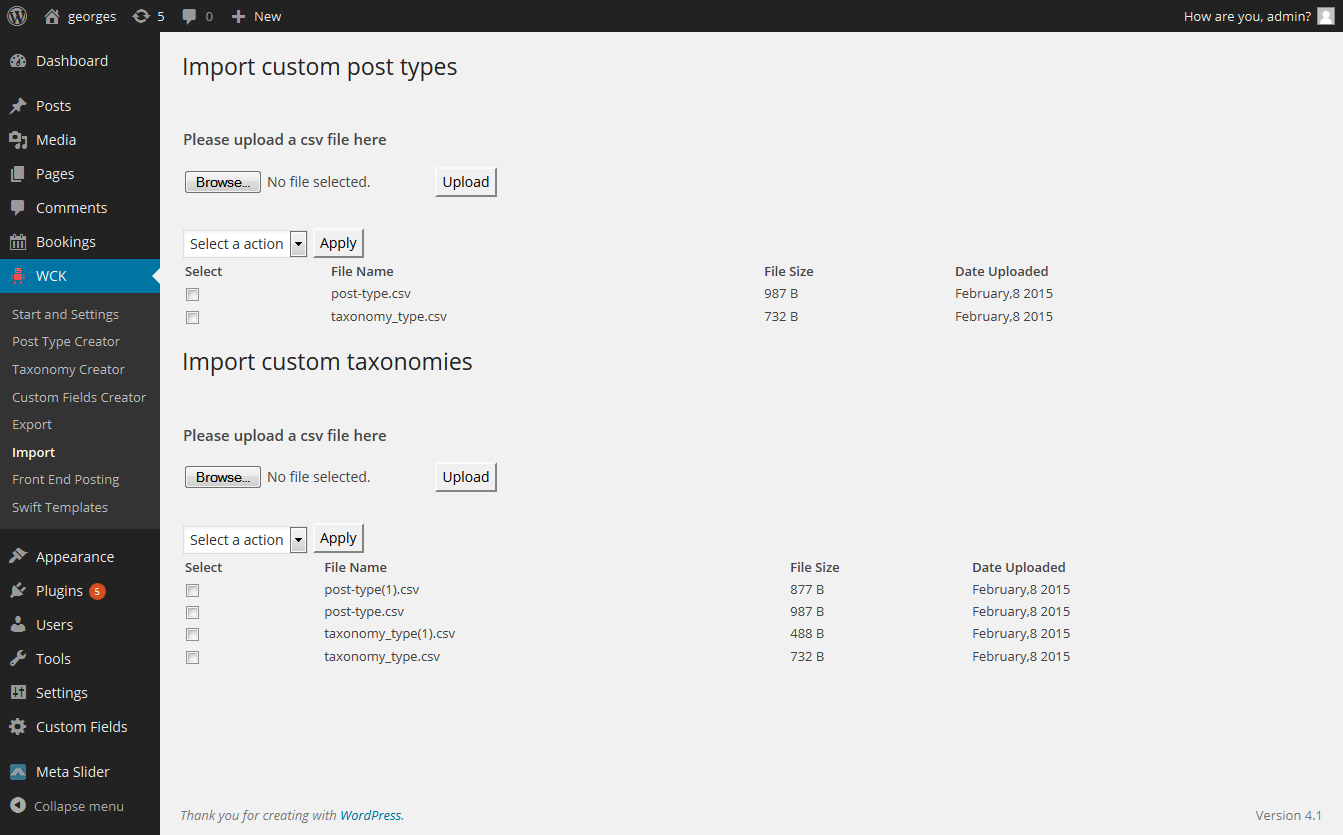 georges 5 0 New How are you, admin?
Dashboard
Posts
Media
Pages
Comments
Bookings
WCK
Start and Settings
Post Type Creator
Taxonomy Creator
Custom Fields Creator
Export
Import
Front End Posting
Swift Templates
Appearance
Plugins 5
Users
Tools
Settings
Custom Fields
Meta Slider
Collapse menu
Import custom post types
Please upload a csv file here
Browse... No file selected. Upload
Select a action Apply
Select File Name File Size Date Uploaded
post-type.csv 987 B February,8 2015
taxonomy_type.csv 732 B February,8 2015
Import custom taxonomies
Please upload a csv file here
Browse... No file selected. Upload
Select a action Apply
Select File Name File Size Date Uploaded
post-type(1).csv 877 B February,8 2015
post-type.csv 987 B February,8 2015
taxonomy_type(1).csv 488 B February,8 2015
taxonomy_type.csv 732 B February,8 2015
Thank you for creating with WordPress. Version 4.1